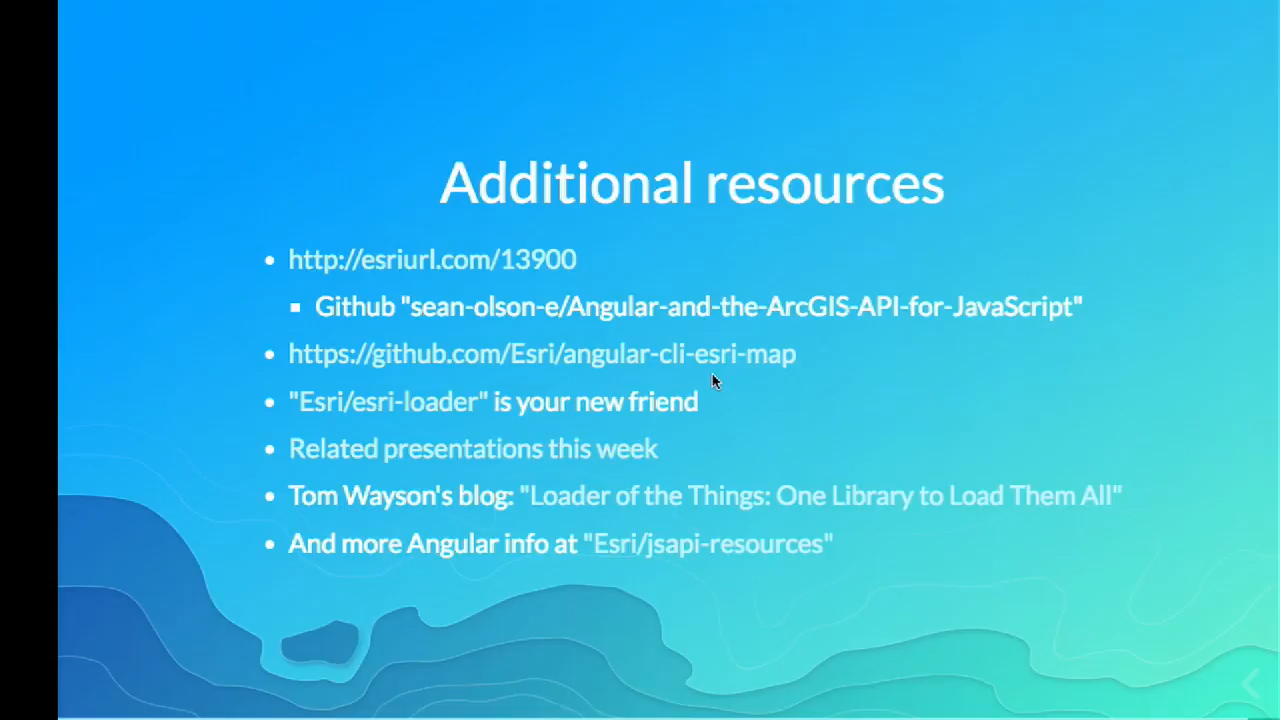 Additional resources
http://esriurl.com/13900
Github "sean-olson-e/Angular-and-the-ArcGIS-API-for-JavaScript"
https://github.com/Esri/angular-cli-esri-map
"Esri/esri-loader" is your new friend
Related presentations this week
Tom Wayson's blog: "Loader of the Things: One Library to Load Them All"
And more Angular info at "Esri/jsapi-resources"